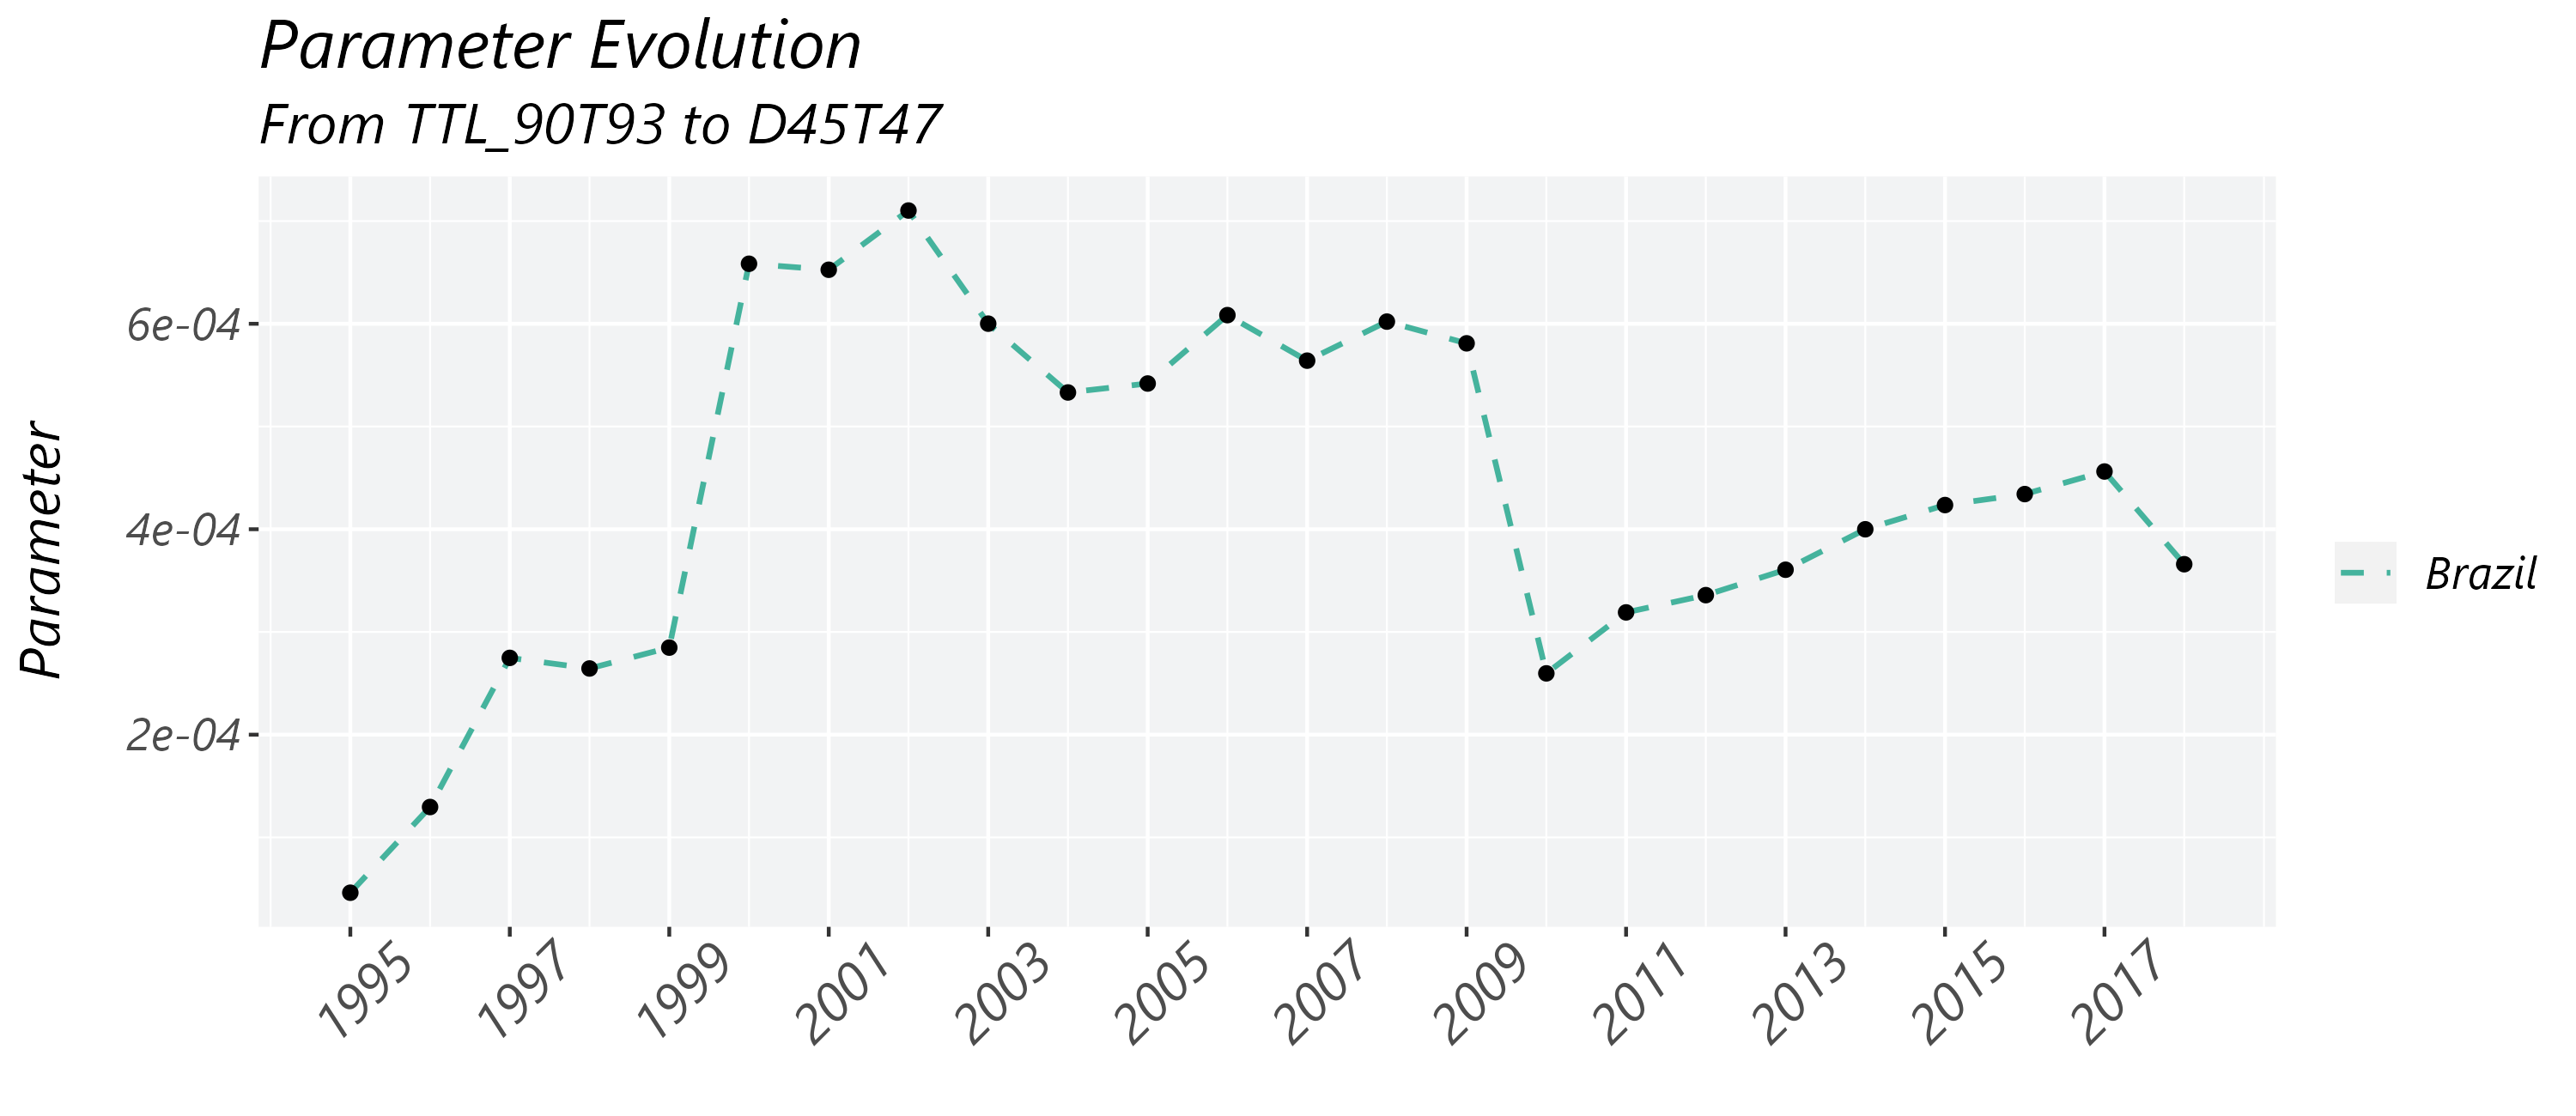 Parameter Evolution
From TTL_90T93 to D45T47
Parameter
6e-04
4e-04
2e-04
1995
1997
1999
2001
2003
2005
2007
2009
2011
2013
2015
2017
Brazil